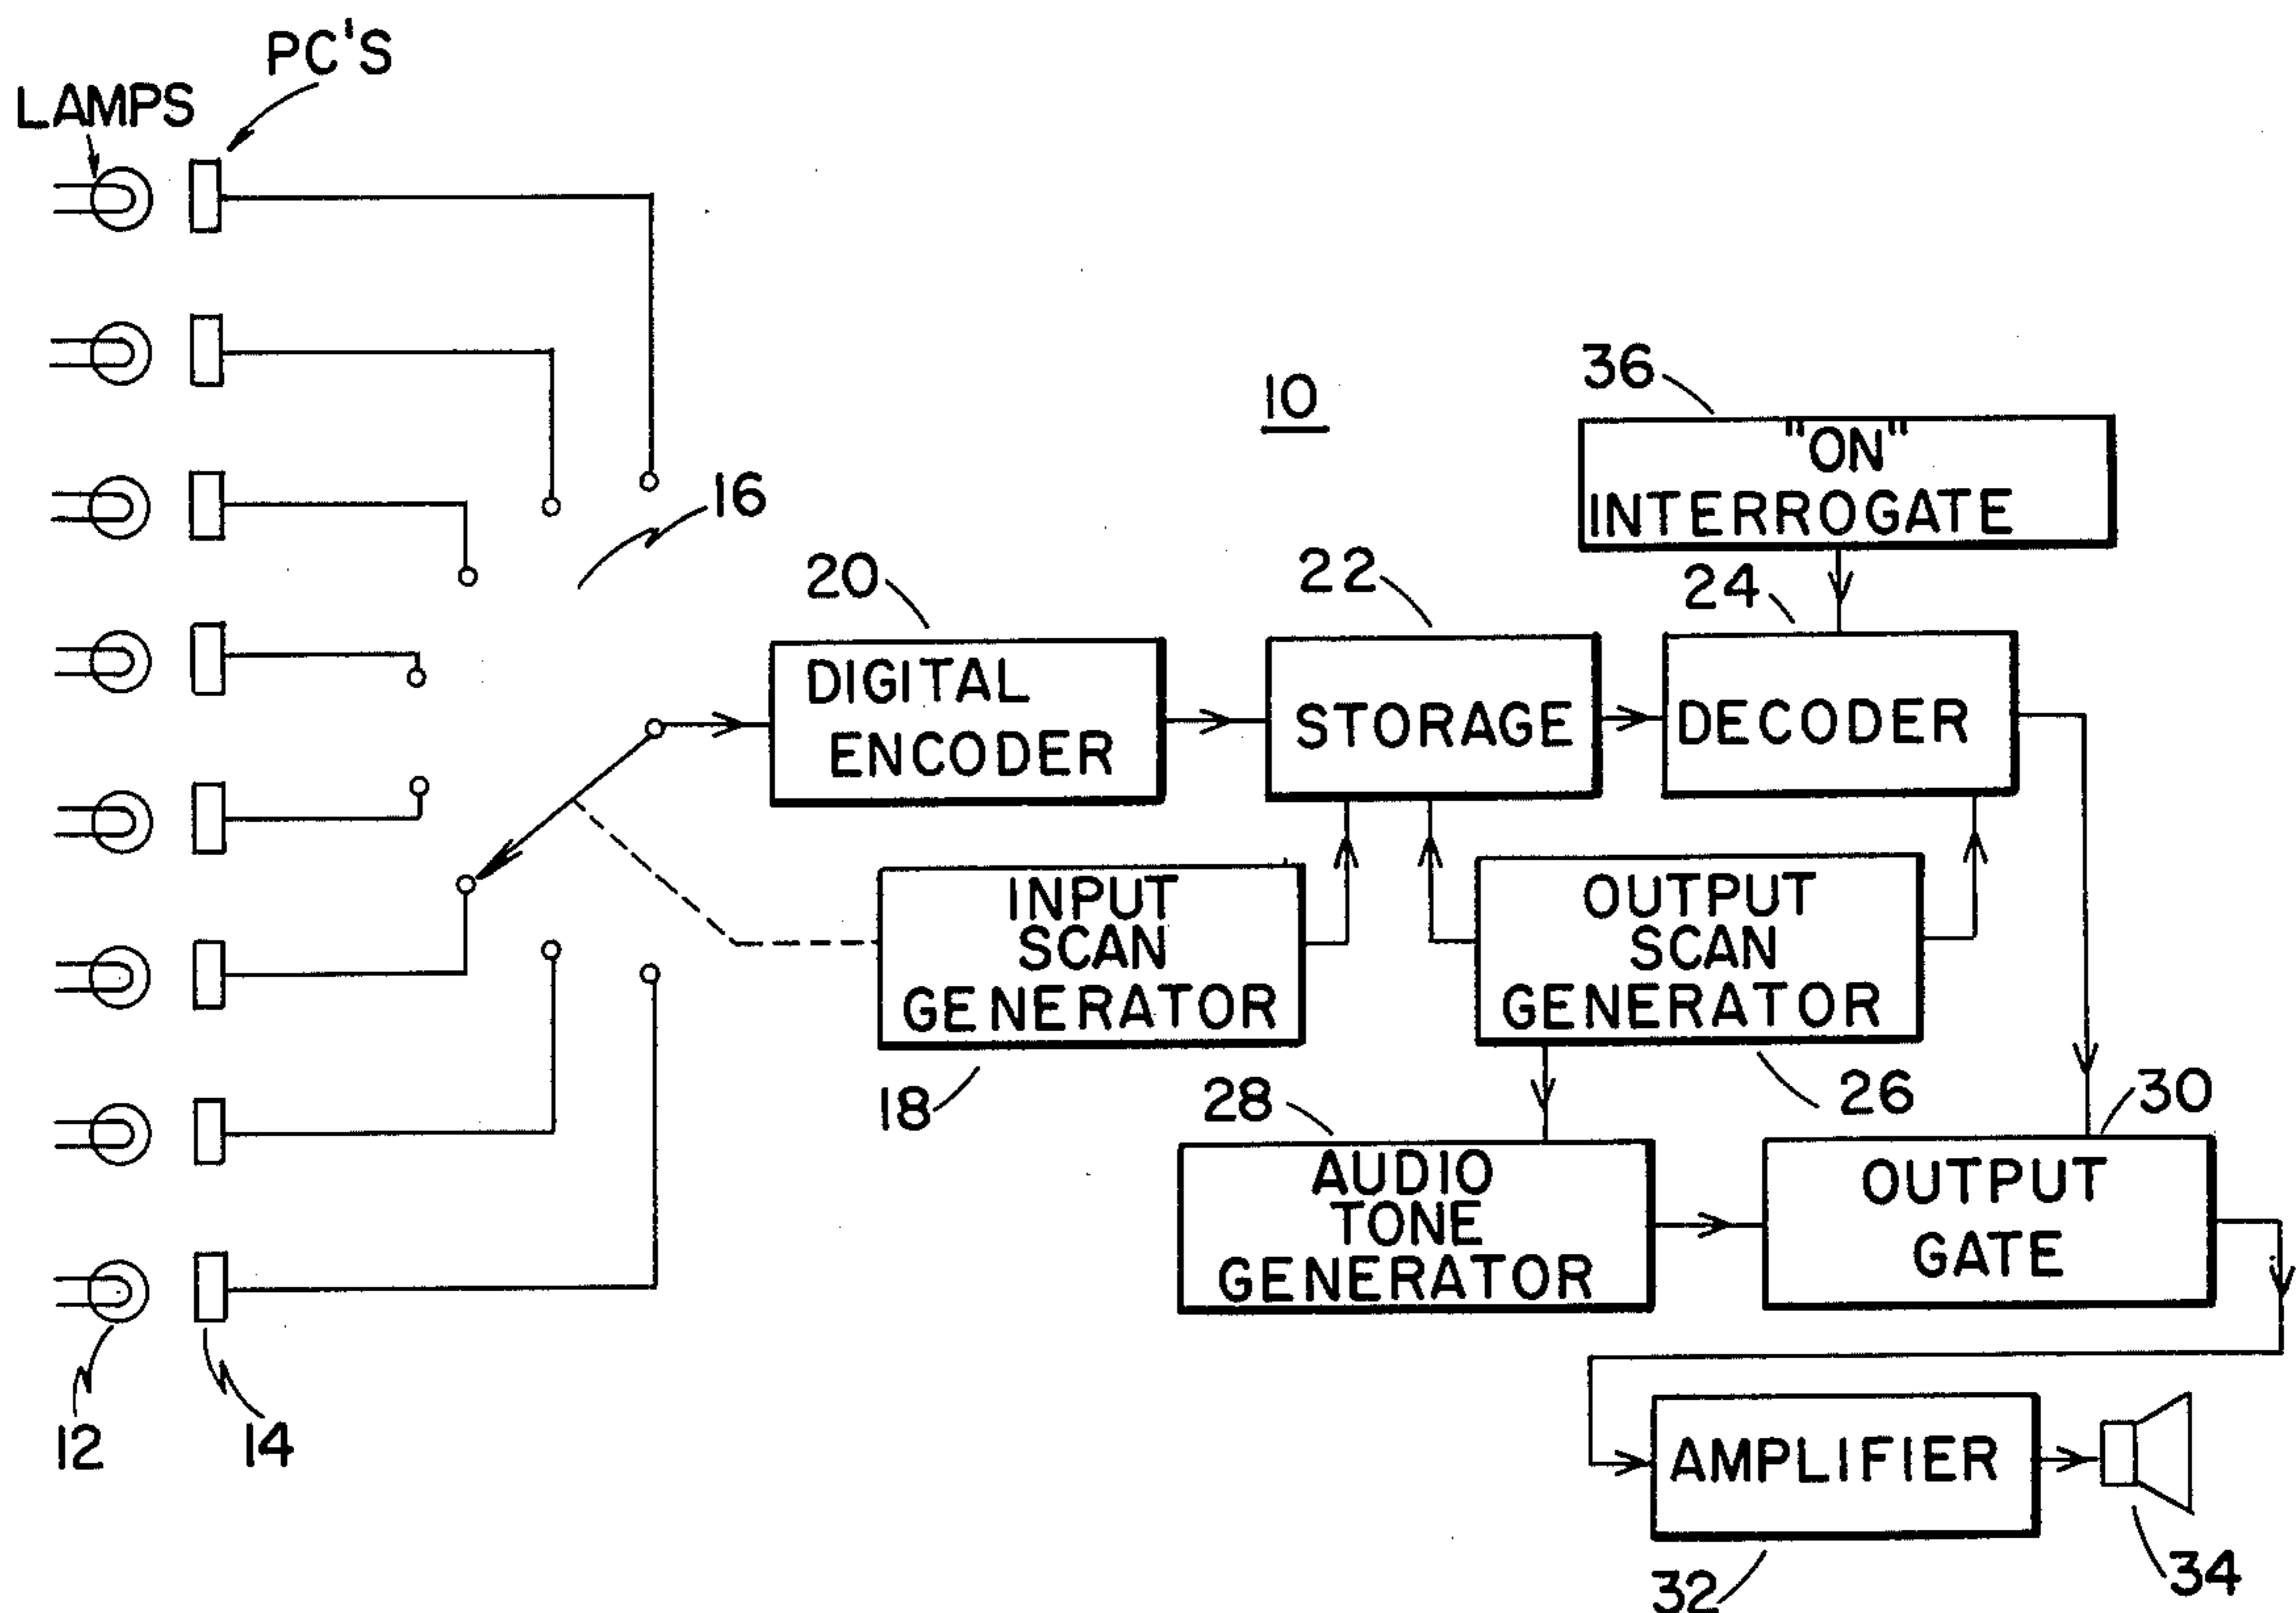 PC'S
LAMPS
10
36
"ON"
INTERROGATE
16
20
22
24
DIGITAL
ENCODER
STORAGE
DECODER
INPUT
SCAN
GENERATOR
OUTPUT
SCAN
GENERATOR
18
28
26
30
AUDIO
TONE
GENERATOR
OUTPUT
GATE
12
14
AMPLIFIER
32
34